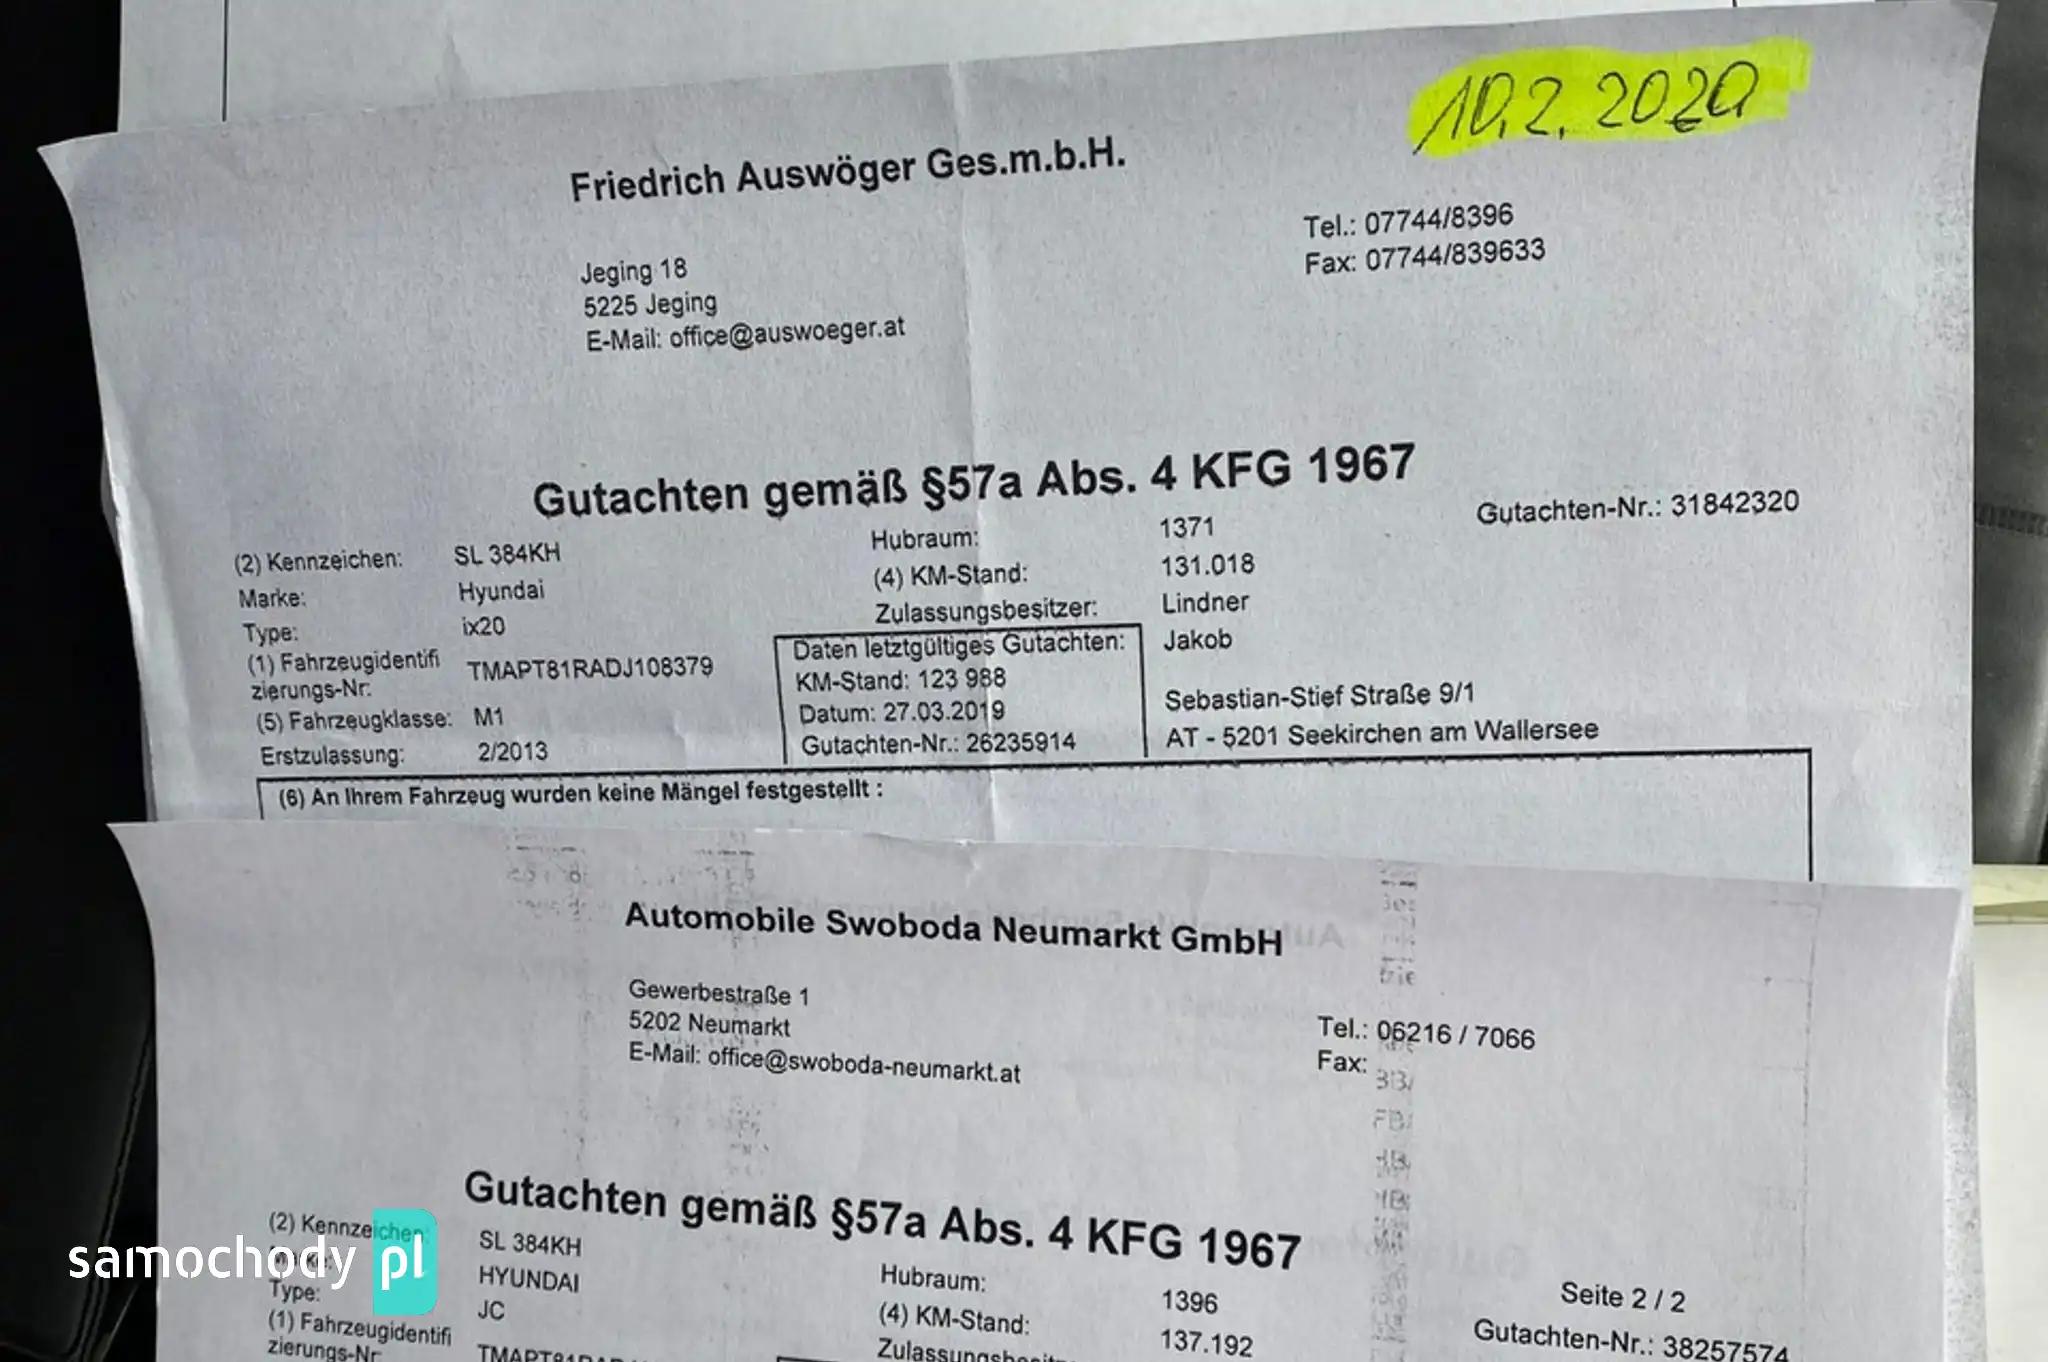 10.2.2020
Friedrich Auswöger Ges.m.b.H.
Tel.: 07744/8396
Fax: 07744/839633
Jeging 18
5225 Jeging
E-Mail: office@auswoeger.at
Gutachten gemäß §57a Abs. 4 KFG 1967
Gutachten-Nr.: 31842320
(2) Kennzeichen: SL 384KH
Marke: Hyundai
Type: ix20
(1) Fahrzeugidentifi
zierungs-Nr: TMAPT81RADJ108379
(5) Fahrzeugklasse: M1
Erstzulassung: 2/2013
Hubraum: 1371
(4) KM-Stand: 131.018
Zulassungsbesitzer: Lindner
Jakob
Sebastian-Stief Straße 9/1
AT - 5201 Seekirchen am Wallersee
Daten letztgültiges Gutachten:
KM-Stand: 123 988
Datum: 27.03.2019
Gutachten-Nr.: 26235914
(6) An Ihrem Fahrzeug wurden keine Mängel festgestellt :
Automobile Swoboda Neumarkt GmbH
Gewerbestraße 1
5202 Neumarkt
E-Mail: office@swoboda-neumarkt.at
Tel.: 06216 / 7066
Fax:
Gutachten gemäß §57a Abs. 4 KFG 1967
Seite 2 / 2
Gutachten-Nr.: 38257574
(2) Kennzeichen: SL 384KH
Marke: HYUNDAI
Type: JC
(1) Fahrzeugidentifi
zierungs-Nr
Hubraum: 1396
(4) KM-Stand: 137.192
samochody pl